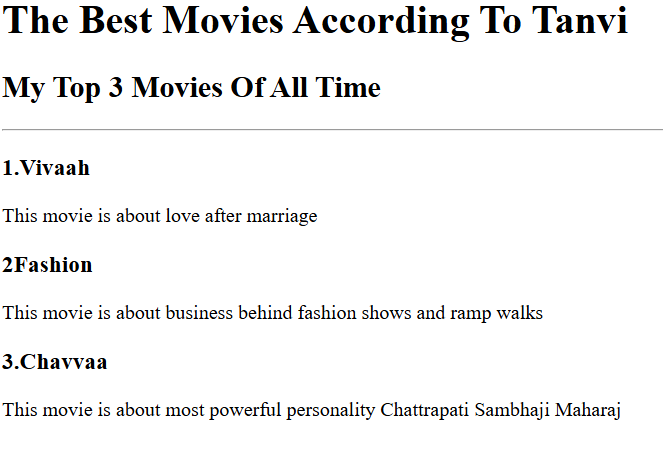 The Best Movies According To Tanvi
My Top 3 Movies Of All Time
1.Vivaah
This movie is about love after marriage
2Fashion
This movie is about business behind fashion shows and ramp walks
3.Chavvaa
This movie is about most powerful personality Chattrapati Sambhaji Maharaj